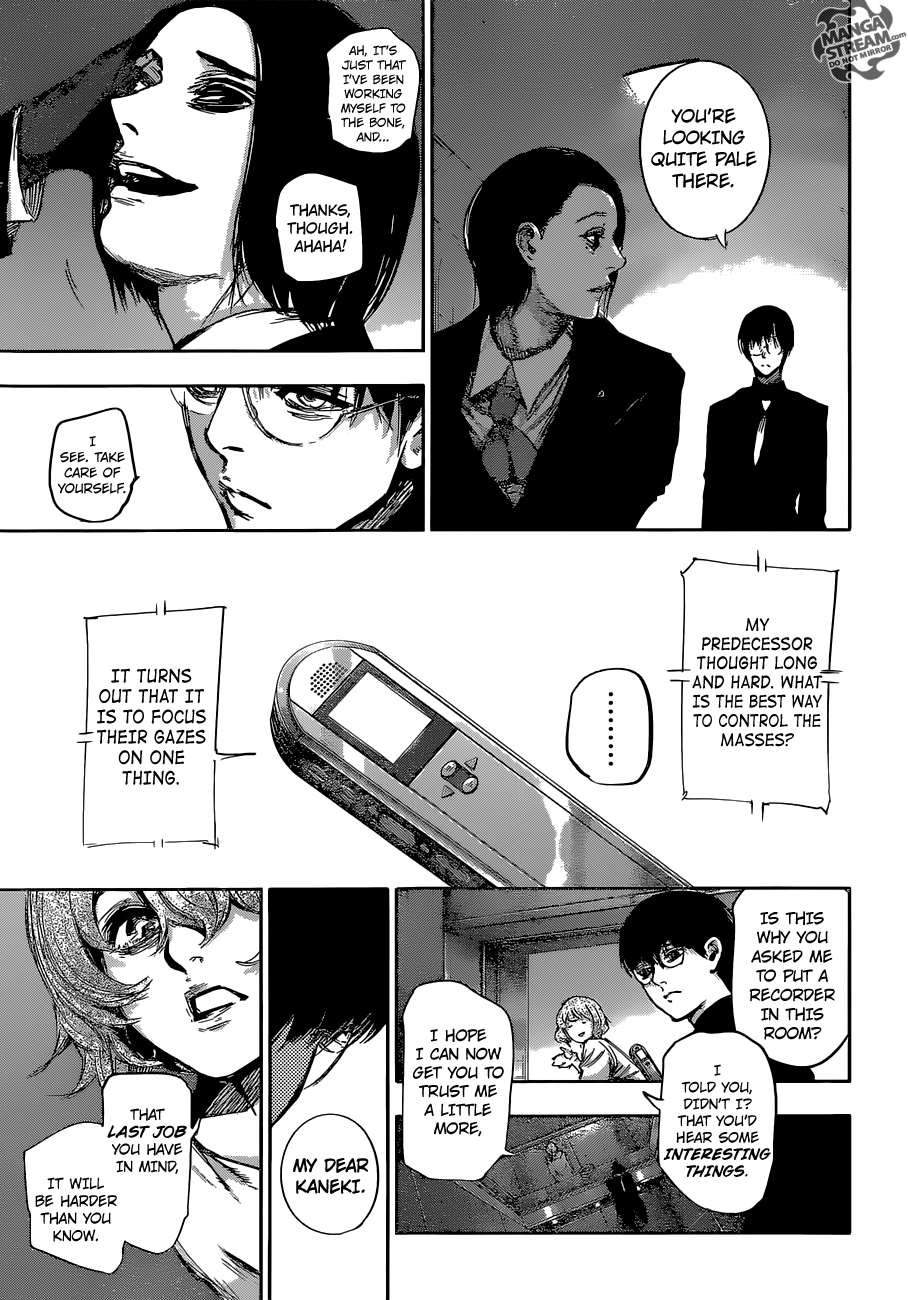 MANGA
STREAM.com
DO NOT MIRROR
YOU'RE
LOOKING
QUITE PALE
THERE.
AH, IT'S
JUST THAT
I'VE BEEN
WORKING
MYSELF TO
THE BONE,
AND...
THANKS,
THOUGH.
AHAHA!
I
SEE. TAKE
CARE OF
YOURSELF.
MY
PREDECESSOR
THOUGHT LONG
AND HARD. WHAT
IS THE BEST WAY
TO CONTROL THE
MASSES?
.........
IT TURNS
OUT THAT IT
IS TO FOCUS
THEIR GAZES
ON ONE
THING.
IS THIS
WHY YOU
ASKED ME
TO PUT A
RECORDER
IN THIS
ROOM?
I
TOLD YOU,
DIDN'T I?
THAT YOU'D
HEAR SOME
INTERESTING
THINGS.
I HOPE
I CAN NOW
GET YOU TO
TRUST ME
A LITTLE
MORE,
MY DEAR
KANEKI.
THAT
LAST JOB
YOU HAVE
IN MIND,
IT WILL
BE HARDER
THAN YOU
KNOW.